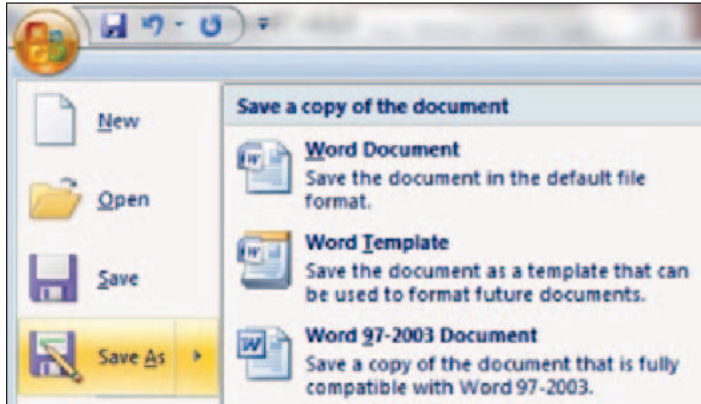 New
Open
Save
Save As
Save a copy of the document
Word Document
Save the document in the default file
format.
Word Template
Save the document as a template that can
be used to format future documents.
Word 97-2003 Document
Save a copy of the document that is fully
compatible with Word 97-2003.